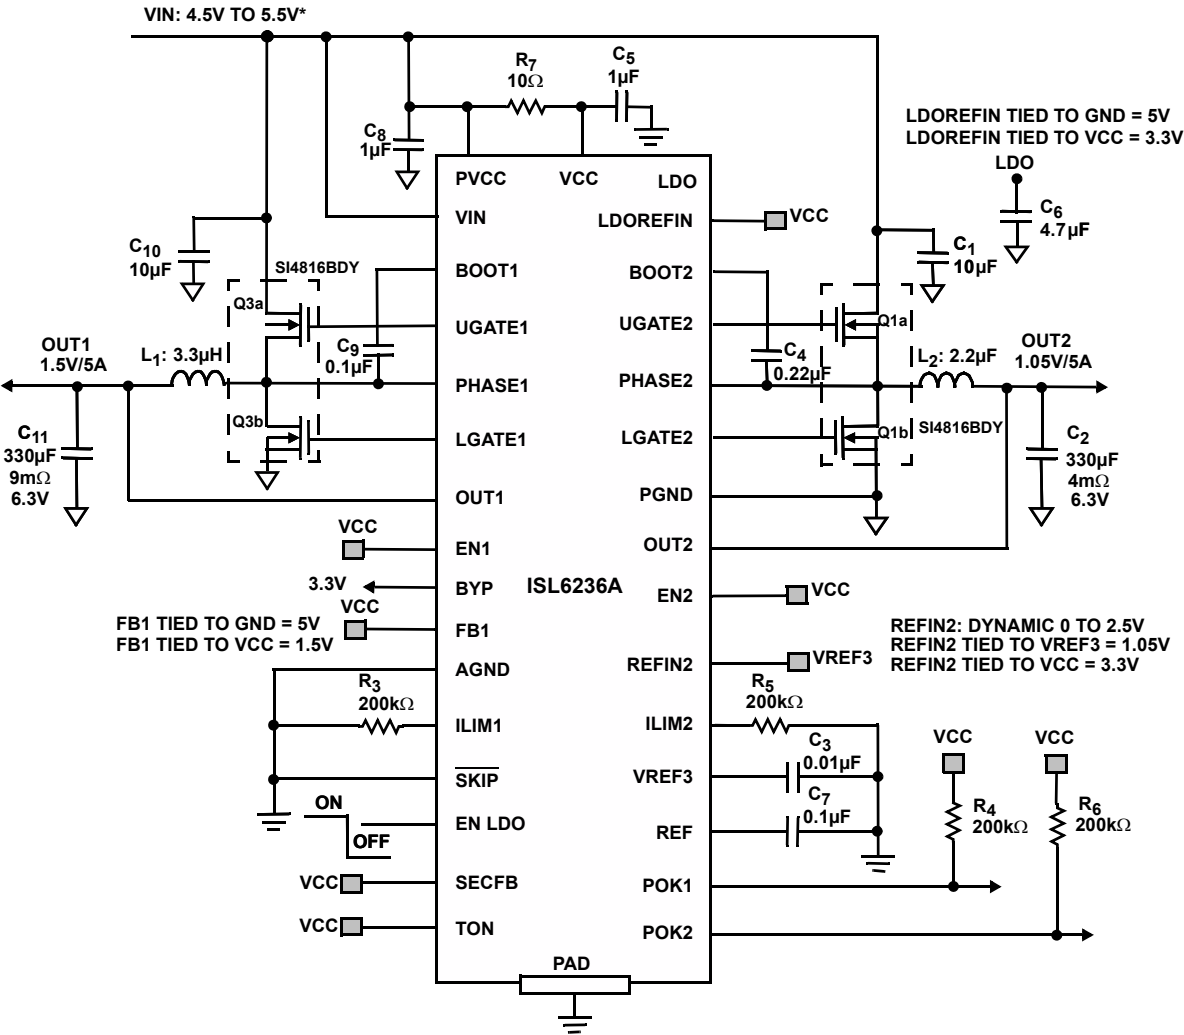 VIN: 4.5V TO 5.5V*
R7
10Ω
C5
1µF
C8
1µF
LDOREFIN TIED TO GND = 5V
LDOREFIN TIED TO VCC = 3.3V
LDO
C6
4.7µF
PVCC
VCC
LDO
VIN
LDOREFIN
VCC
C10
10µF
C1
10µF
SI4816BDY
BOOT1
BOOT2
Q3a
Q1a
UGATE1
UGATE2
OUT1
1.5V/5A
L1: 3.3µH
C9
0.1µF
C4
0.22µF
OUT2
1.05V/5A
L2: 2.2µF
PHASE1
PHASE2
Q3b
Q1b
SI4816BDY
LGATE1
LGATE2
C11
330µF
9mΩ
6.3V
C2
330µF
4mΩ
6.3V
OUT1
PGND
VCC
EN1
OUT2
3.3V
BYP
ISL6236A
EN2
VCC
VCC
FB1
FB1 TIED TO GND = 5V
FB1 TIED TO VCC = 1.5V
REFIN2: DYNAMIC 0 TO 2.5V
REFIN2 TIED TO VREF3 = 1.05V
REFIN2 TIED TO VCC = 3.3V
AGND
REFIN2
VREF3
R3
200kΩ
R5
200kΩ
ILIM1
ILIM2
C3
0.01µF
VCC
VCC
SKIP
VREF3
C7
0.1µF
R4
200kΩ
R6
200kΩ
ON
OFF
EN LDO
REF
VCC
SECFB
POK1
VCC
TON
POK2
PAD